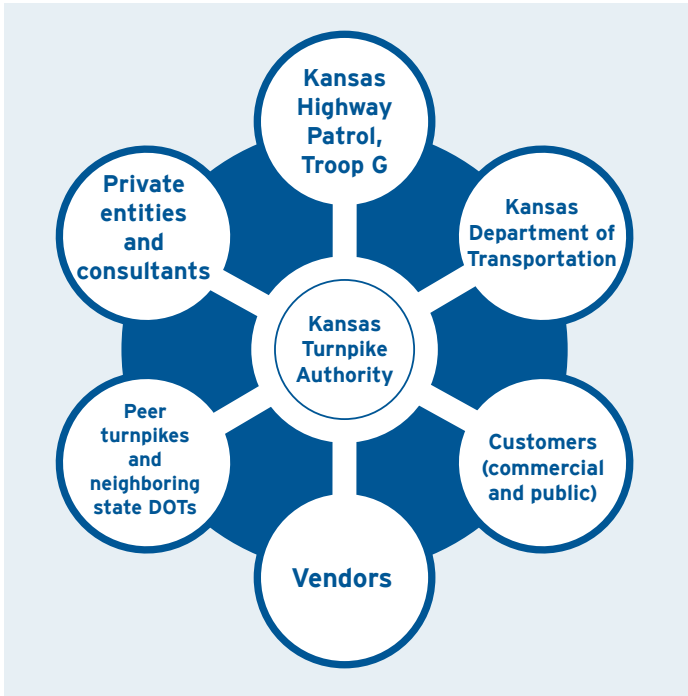 Kansas
Highway
Patrol,
Troop G
Private
entities
and
consultants
Kansas
Department of
Transportation
Kansas
Turnpike
Authority
Peer
turnpikes
and
neighboring
state DOTs
Customers
(commercial
and public)
Vendors